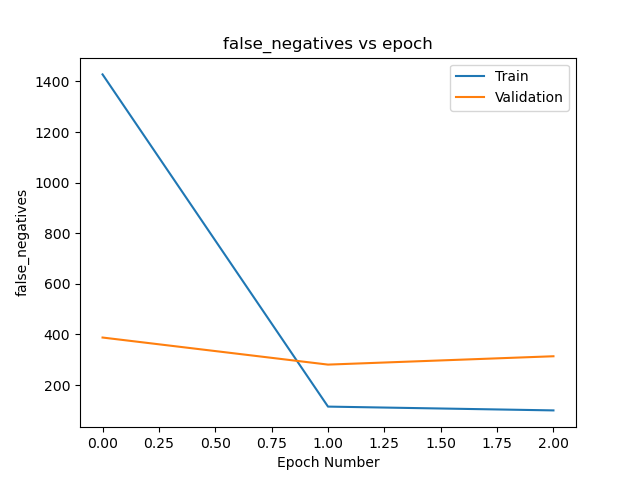 false_negatives vs epoch
Train
Validation
1400
1200
1000
800
600
400
200
false_negatives
0.00 0.25 0.50 0.75 1.00 1.25 1.50 1.75 2.00
Epoch Number